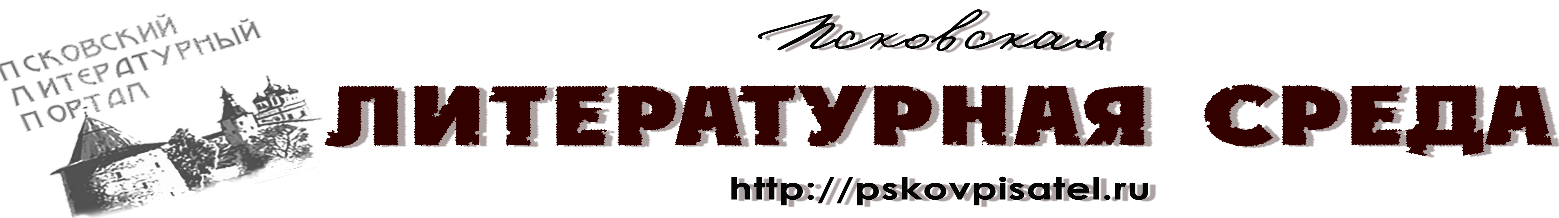 ПСКОВСКИЙ
ЛИТЕРАТУРНЫЙ
ПОРТАЛ
Псковская
ЛИТЕРАТУРНАЯ СРЕДА
http://pskovpisatel.ru